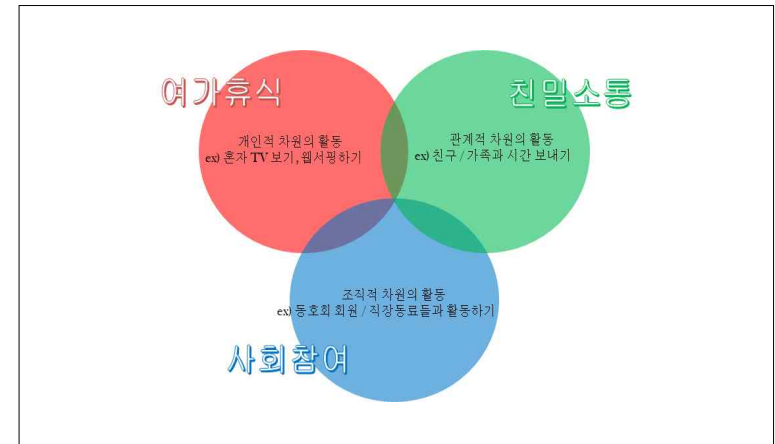 여가휴식
개인적 차원의 활동
ex) 혼자 TV 보기, 웹서핑하기
친밀소통
관계적 차원의 활동
ex) 친구 / 가족과 시간 보내기
조직적 차원의 활동
ex) 동호회 회원 / 직장동료들과 활동하기
사회참여